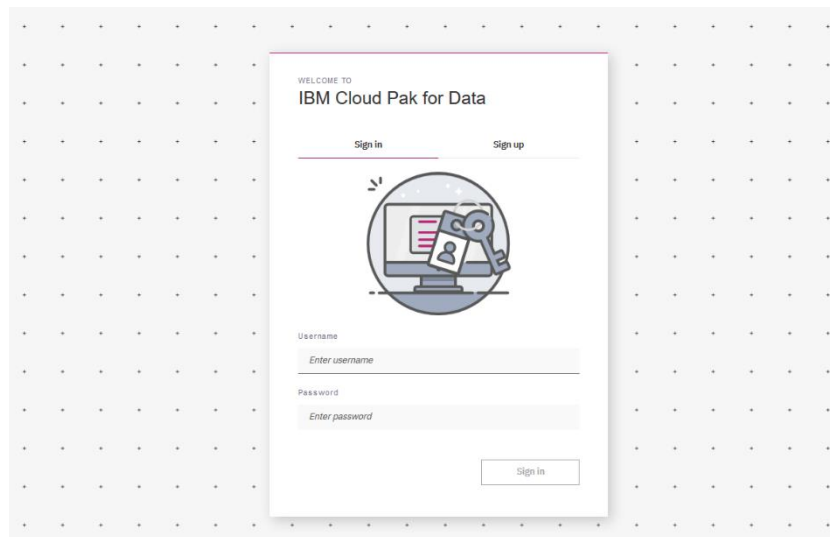 WELCOME TO
IBM Cloud Pak for Data
Sign in Sign up
Username
Enter username
Password
Enter password
Sign in